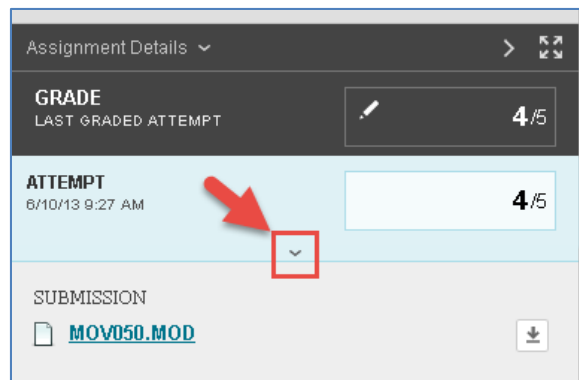 Assignment Details
GRADE
LAST GRADED ATTEMPT
4/5
ATTEMPT
6/10/13 9:27 AM
4/5
SUBMISSION
MOV050.MOD